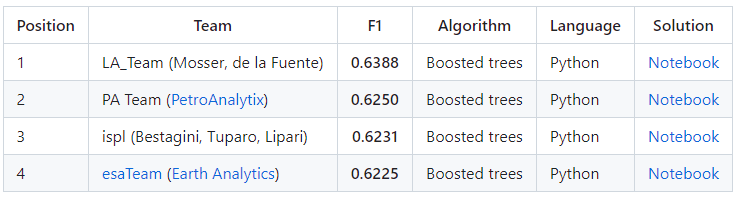 Position Team F1 Algorithm Language Solution
1 LA_Team (Mosser, de la Fuente) 0.6388 Boosted trees Python Notebook
2 PA Team (PetroAnalytix) 0.6250 Boosted trees Python Notebook
3 ispl (Bestagini, Tuparo, Lipari) 0.6231 Boosted trees Python Notebook
4 esaTeam (Earth Analytics) 0.6225 Boosted trees Python Notebook